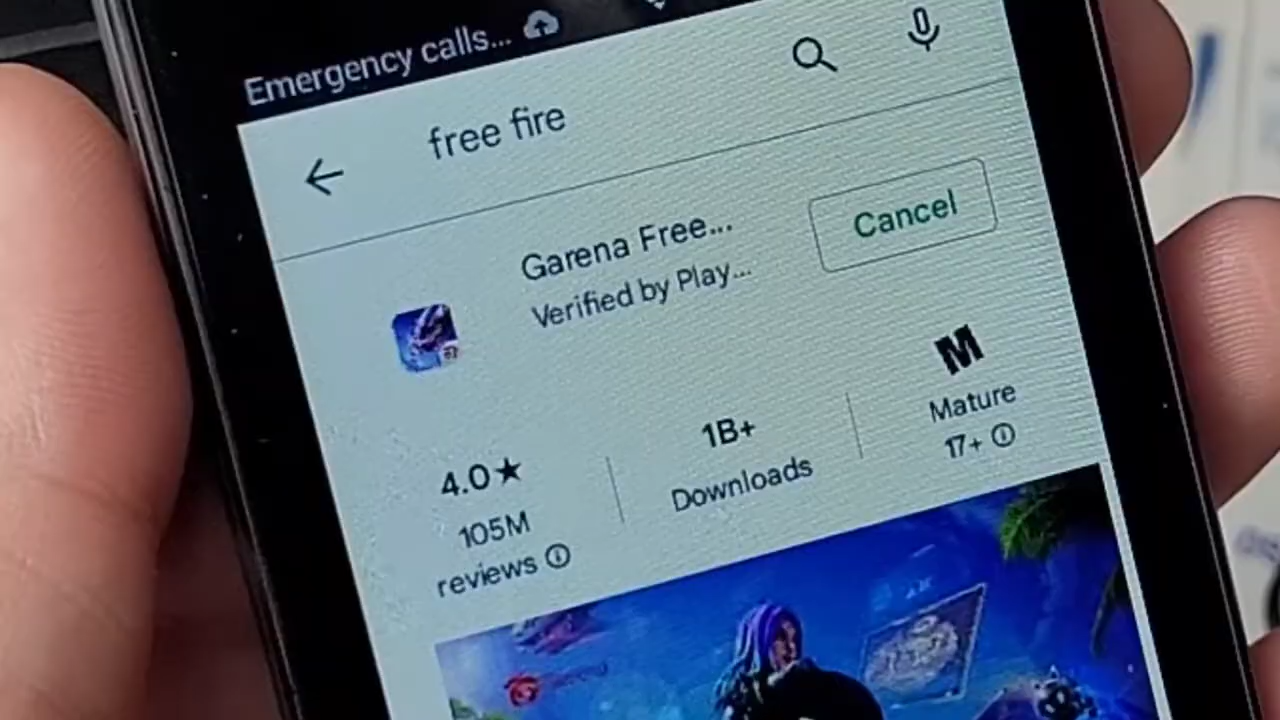 Emergency calls...
free fire
Garena Free...
Verified by Play...
Cancel
4.0★
105M
reviews
1B+
Downloads
M
Mature
17+